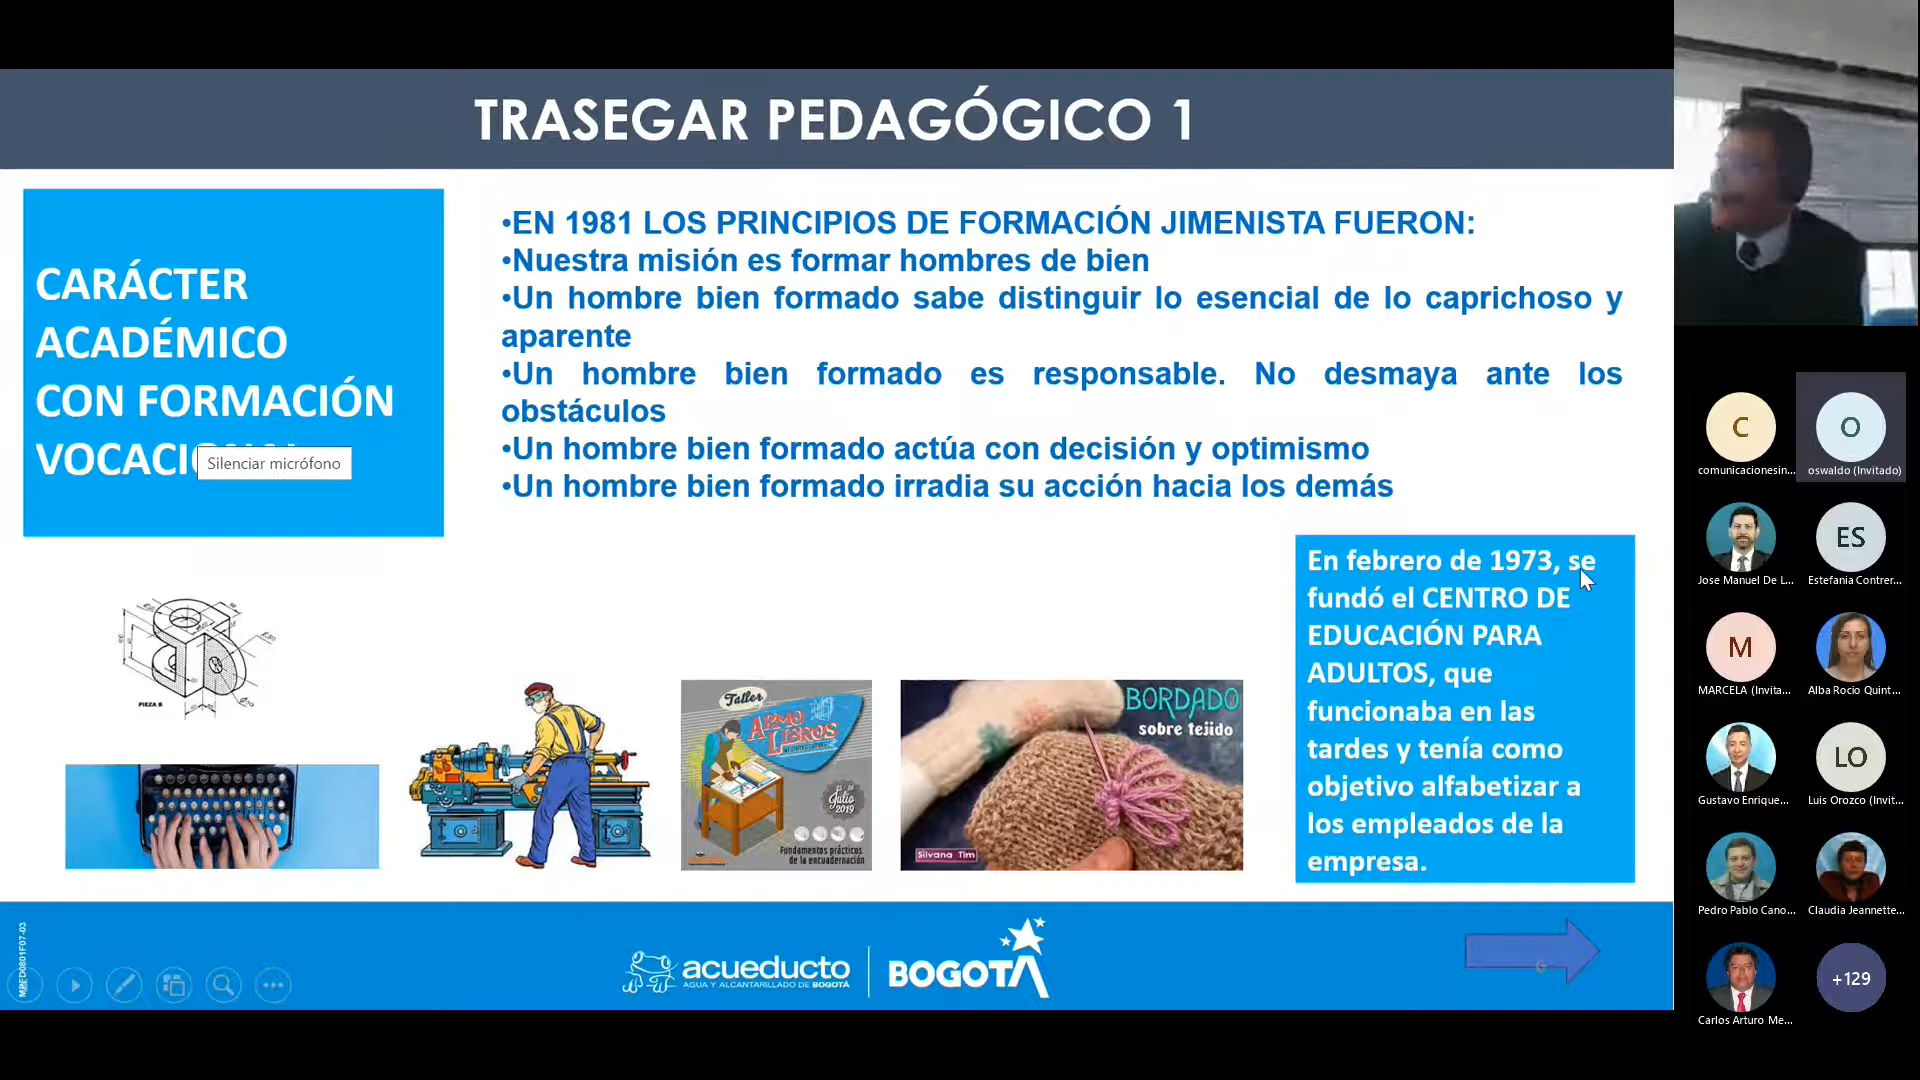 TRASEGAR PEDAGÓGICO 1
CARÁCTER
ACADÉMICO
CON FORMACIÓN
Silenciar micrófono
•EN 1981 LOS PRINCIPIOS DE FORMACIÓN JIMENISTA FUERON:
•Nuestra misión es formar hombres de bien
•Un hombre bien formado sabe distinguir lo esencial de lo caprichoso y
aparente
•Un hombre bien formado es responsable. No desmaya ante los
obstáculos
•Un hombre bien formado actúa con decisión y optimismo
•Un hombre bien formado irradia su acción hacia los demás
En febrero de 1973, se
fundó el CENTRO DE
EDUCACIÓN PARA
ADULTOS, que
funcionaba en las
tardes y tenía como
objetivo alfabetizar a
los empleados de la
empresa.
PIEZA B
Taller
ARMO
LIBROS
Julio
2019
Fundamentos prácticos
de la encuadernación
BORDADO
sobre tejido
Silvana Tim
MPFD0801F07-03
acueducto
AGUA Y ALCANTARILLADO DE BOGOTÁ
BOGOTÁ
6
C
comunicacionesin...
O
oswaldo (Invitado)
Jose Manuel De L...
ES
Estefania Contrer...
M
MARCELA (Invita...
Alba Rocio Quint...
Gustavo Enrique...
LO
Luis Orozco (Invit...
Pedro Pablo Cano...
Claudia Jeannette...
Carlos Arturo Me...
+129